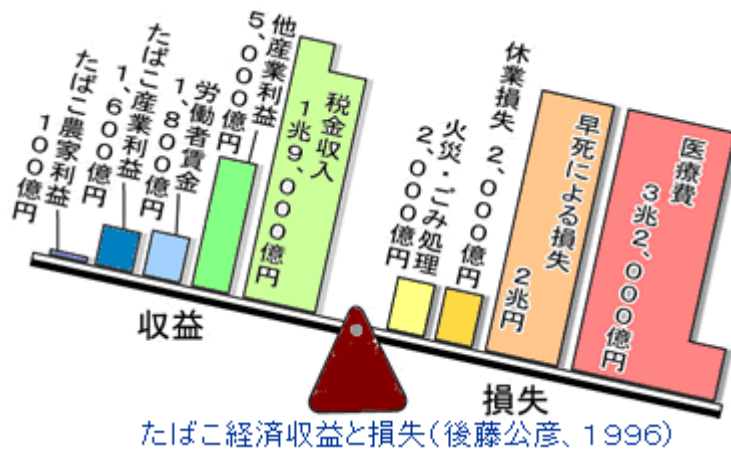 たばこ農家利益
100億円
たばこ産業利益
1,600億円
労働者賃金
1,800億円
他産業利益
5,000億円
税金収入
1兆9,000億円
火災・ごみ処理
2,000億円
休業損失 2,000億円
早死による損失
2兆円
医療費
3兆2,000億円
収益
損失
たばこ経済収益と損失(後藤公彦、1996)